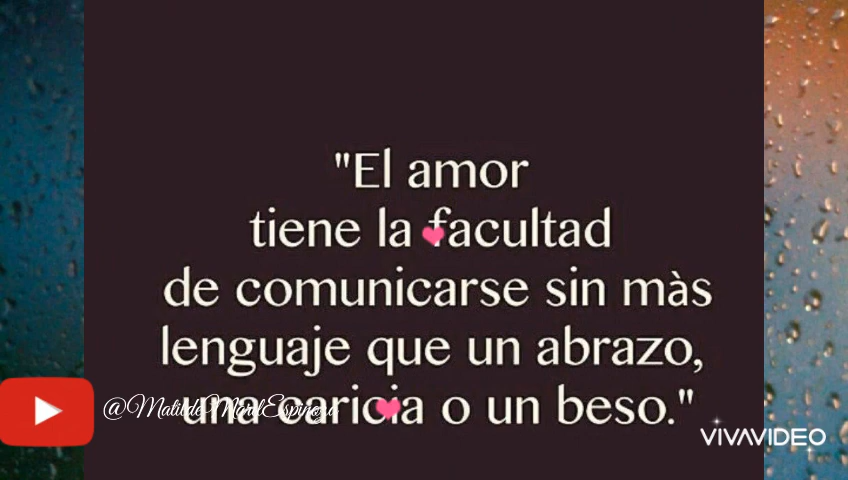 "El amor
tiene la facultad
de comunicarse sin màs
lenguaje que un abrazo,
una caricia o un beso."
VIVAVIDEO